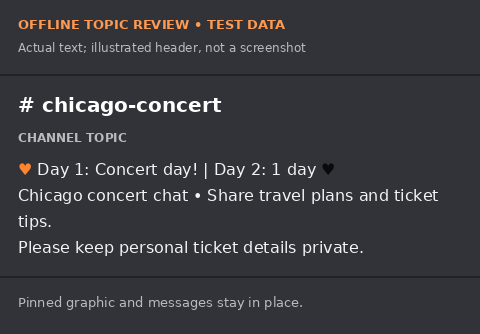 OFFLINE TOPIC REVIEW • TEST DATA
Actual text; illustrated header, not a screenshot
# chicago-concert
CHANNEL TOPIC
🧡 Day 1: Concert day! | Day 2: 1 day 🖤
Chicago concert chat • Share travel plans and ticket
tips.
Please keep personal ticket details private.
Pinned graphic and messages stay in place.